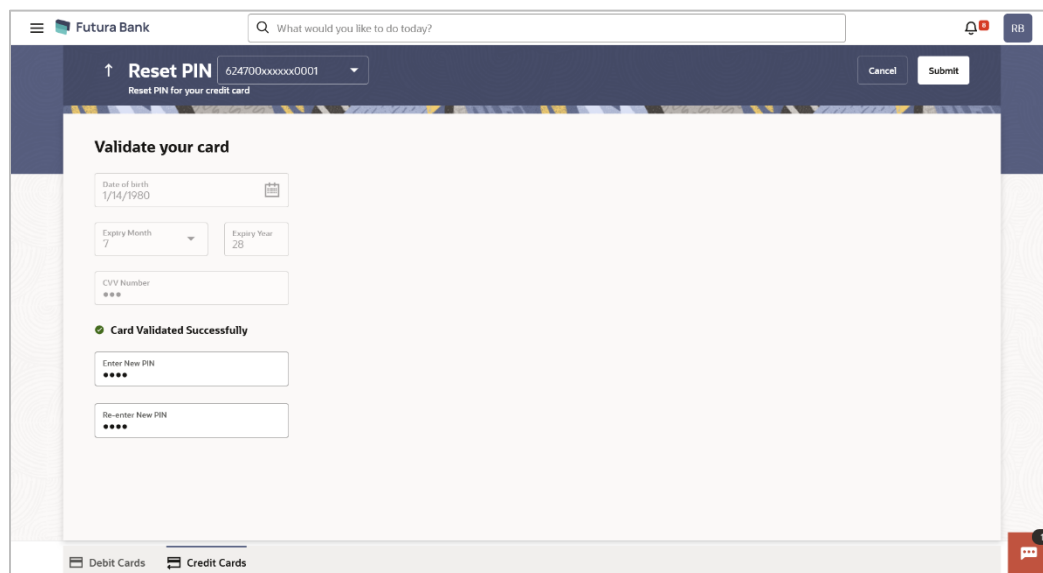 Futura Bank
What would you like to do today?
8
RB
Reset PIN
624700xxxxxx0001
Reset PIN for your credit card
Cancel
Submit
Validate your card
Date of birth
1/14/1980
Expiry Month
7
Expiry Year
28
CVV Number
•••
Card Validated Successfully
Enter New PIN
••••
Re-enter New PIN
••••
Debit Cards
Credit Cards